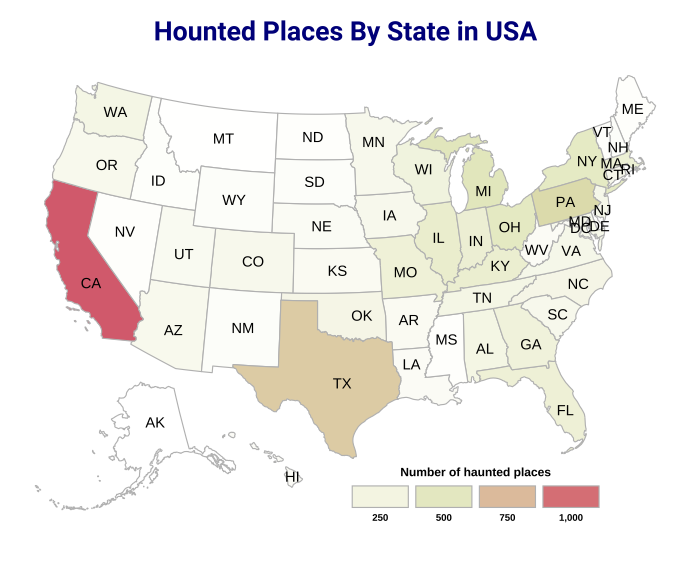 Hounted Places By State in USA
ME
WA
VT
MT
ND
MN
NH
OR
NY
MA
WI
CT
RI
ID
SD
MI
WY
PA
IA
NJ
NE
MD
DE
DC
NV
OH
IL
IN
WV
VA
UT
CO
KS
MO
KY
CA
NC
TN
OK
SC
AZ
NM
AR
MS
AL
GA
LA
TX
FL
AK
HI
Number of haunted places
250
500
750
1,000